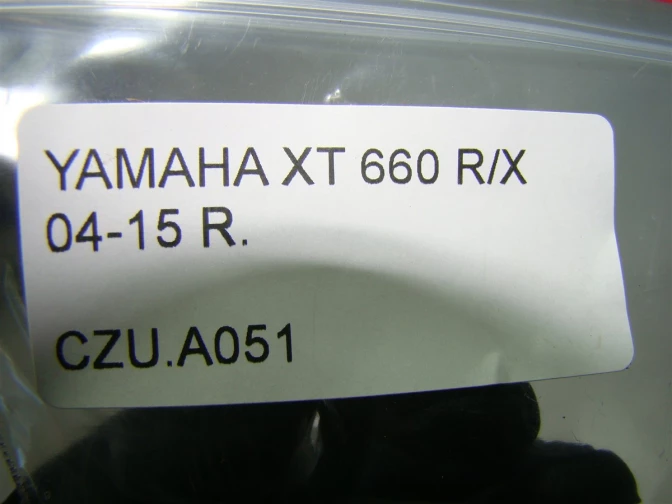 YAMAHA XT 660 R/X
04-15 R.
CZU.A051